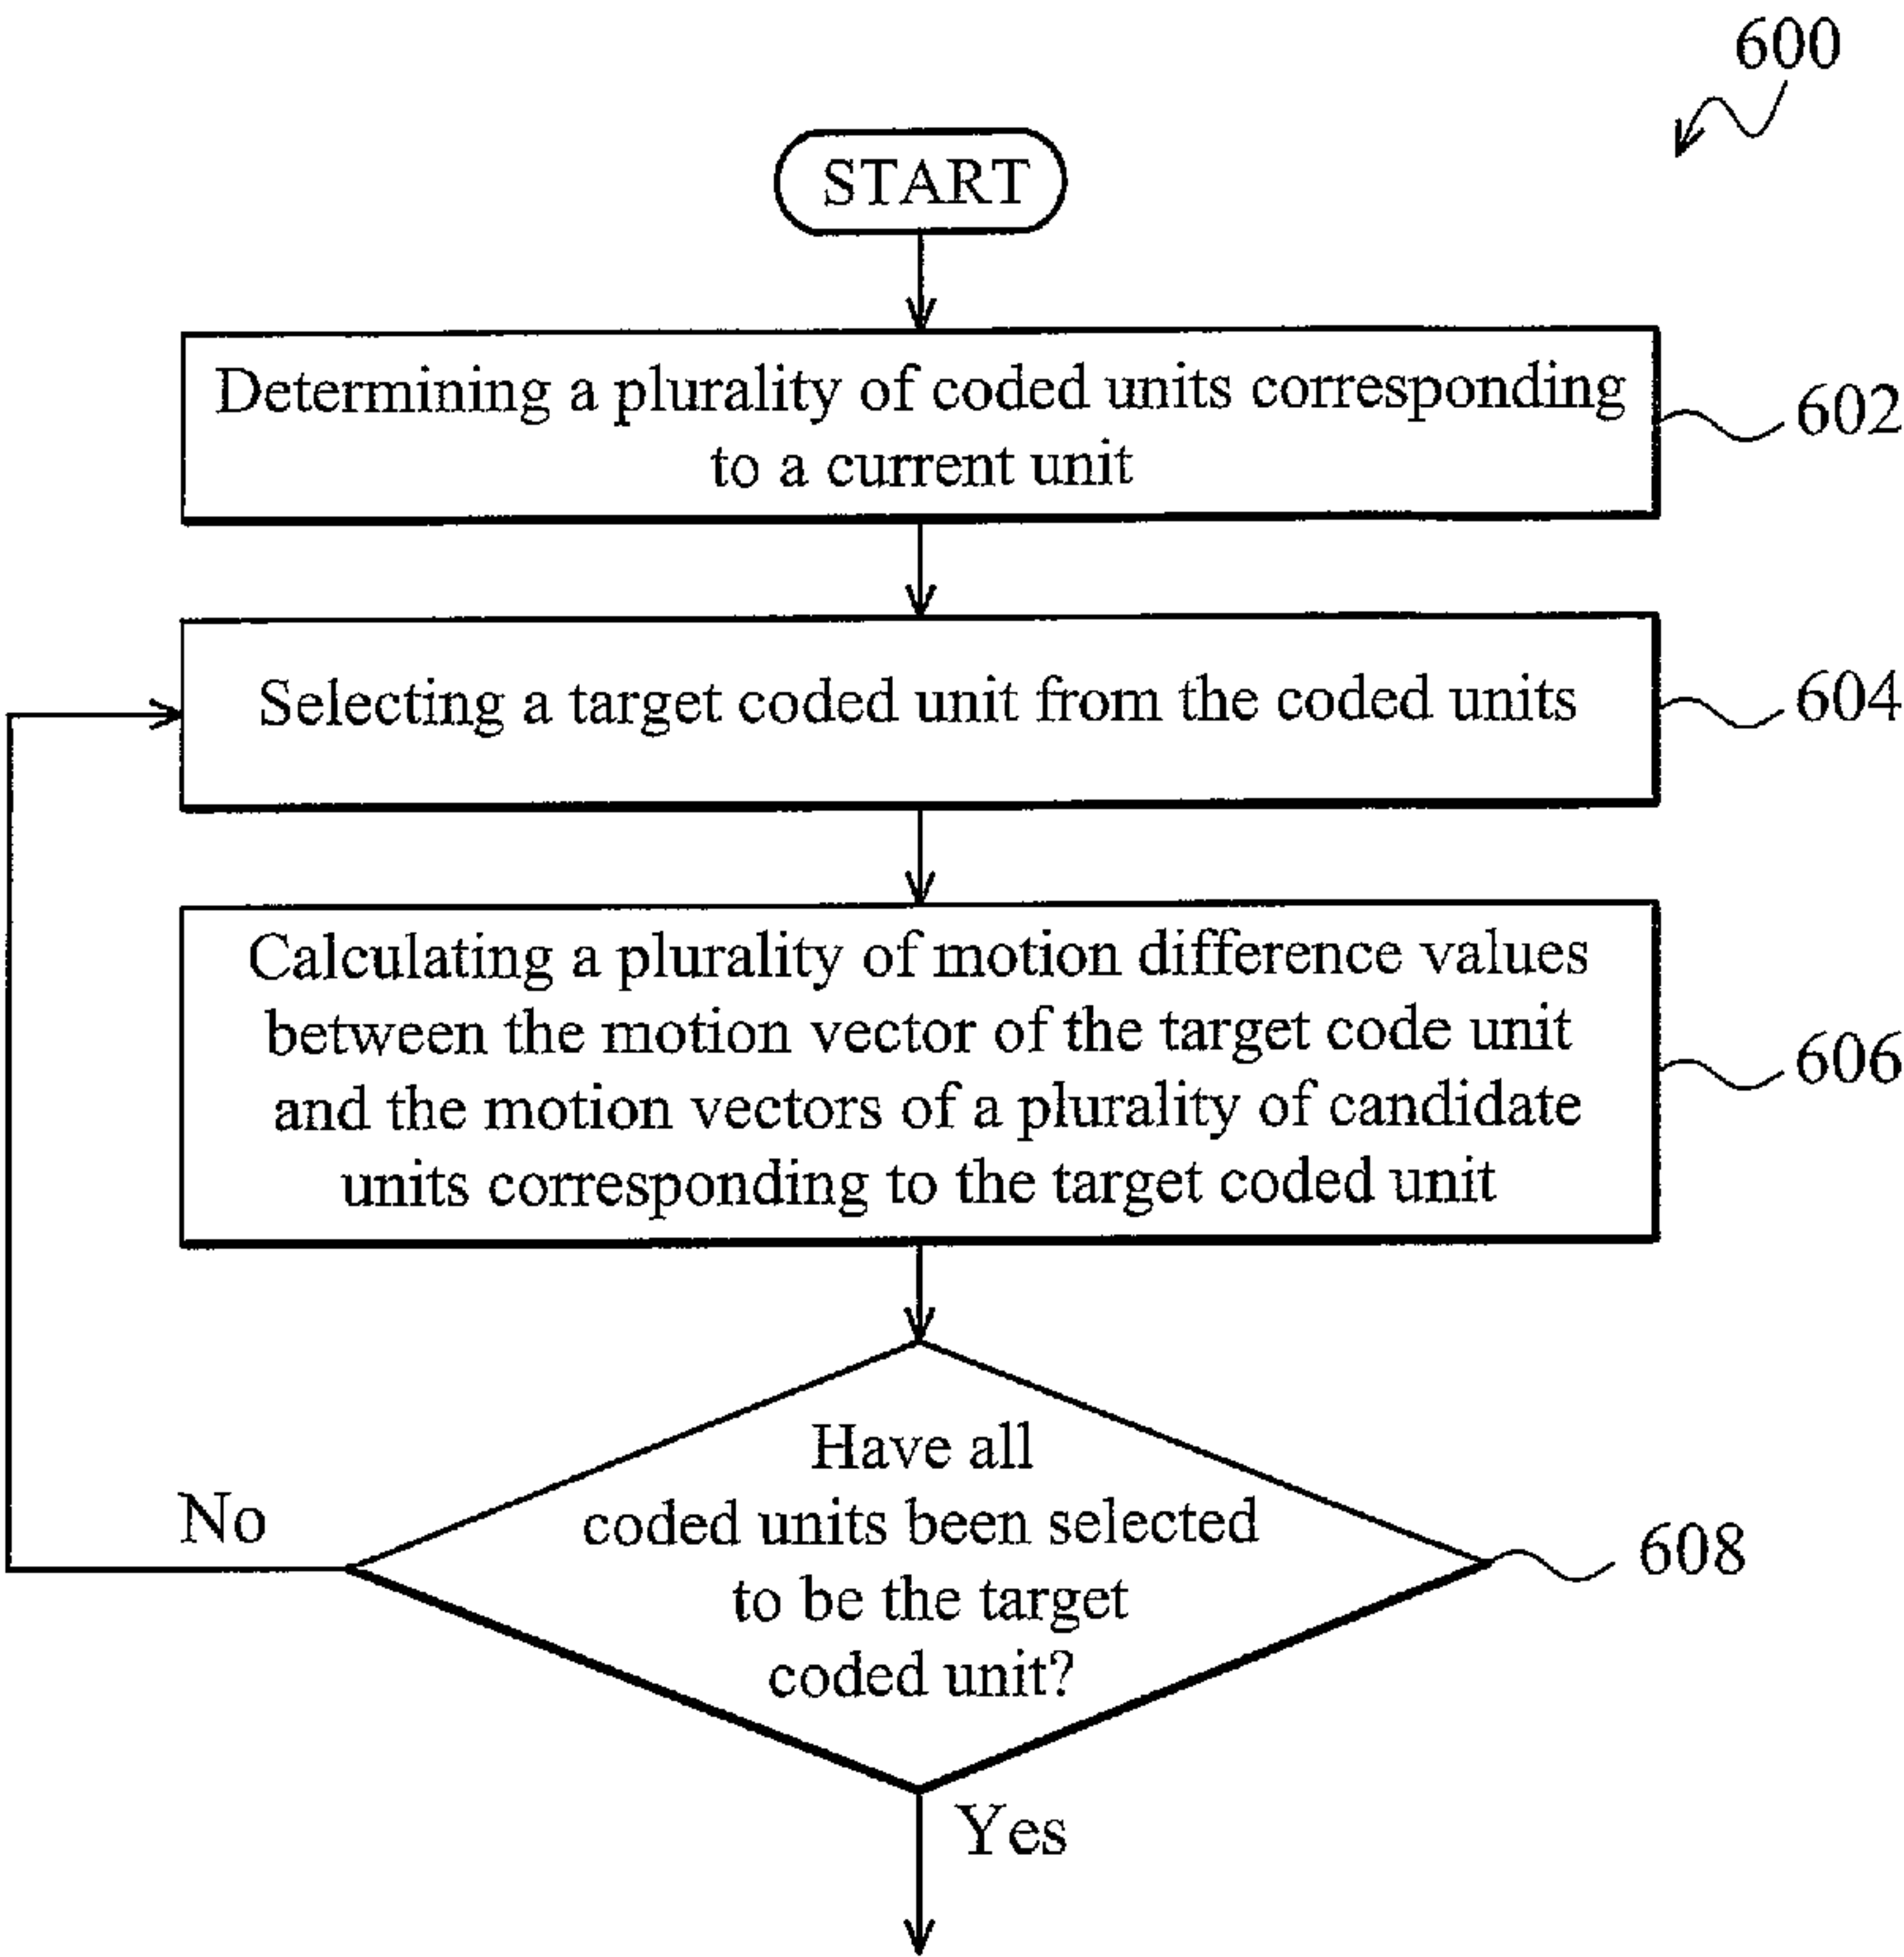 600
START
Determining a plurality of coded units corresponding
to a current unit
602
Selecting a target coded unit from the coded units
604
Calculating a plurality of motion difference values
between the motion vector of the target code unit
and the motion vectors of a plurality of candidate
units corresponding to the target coded unit
606
Have all
coded units been selected
to be the target
coded unit?
608
No
Yes